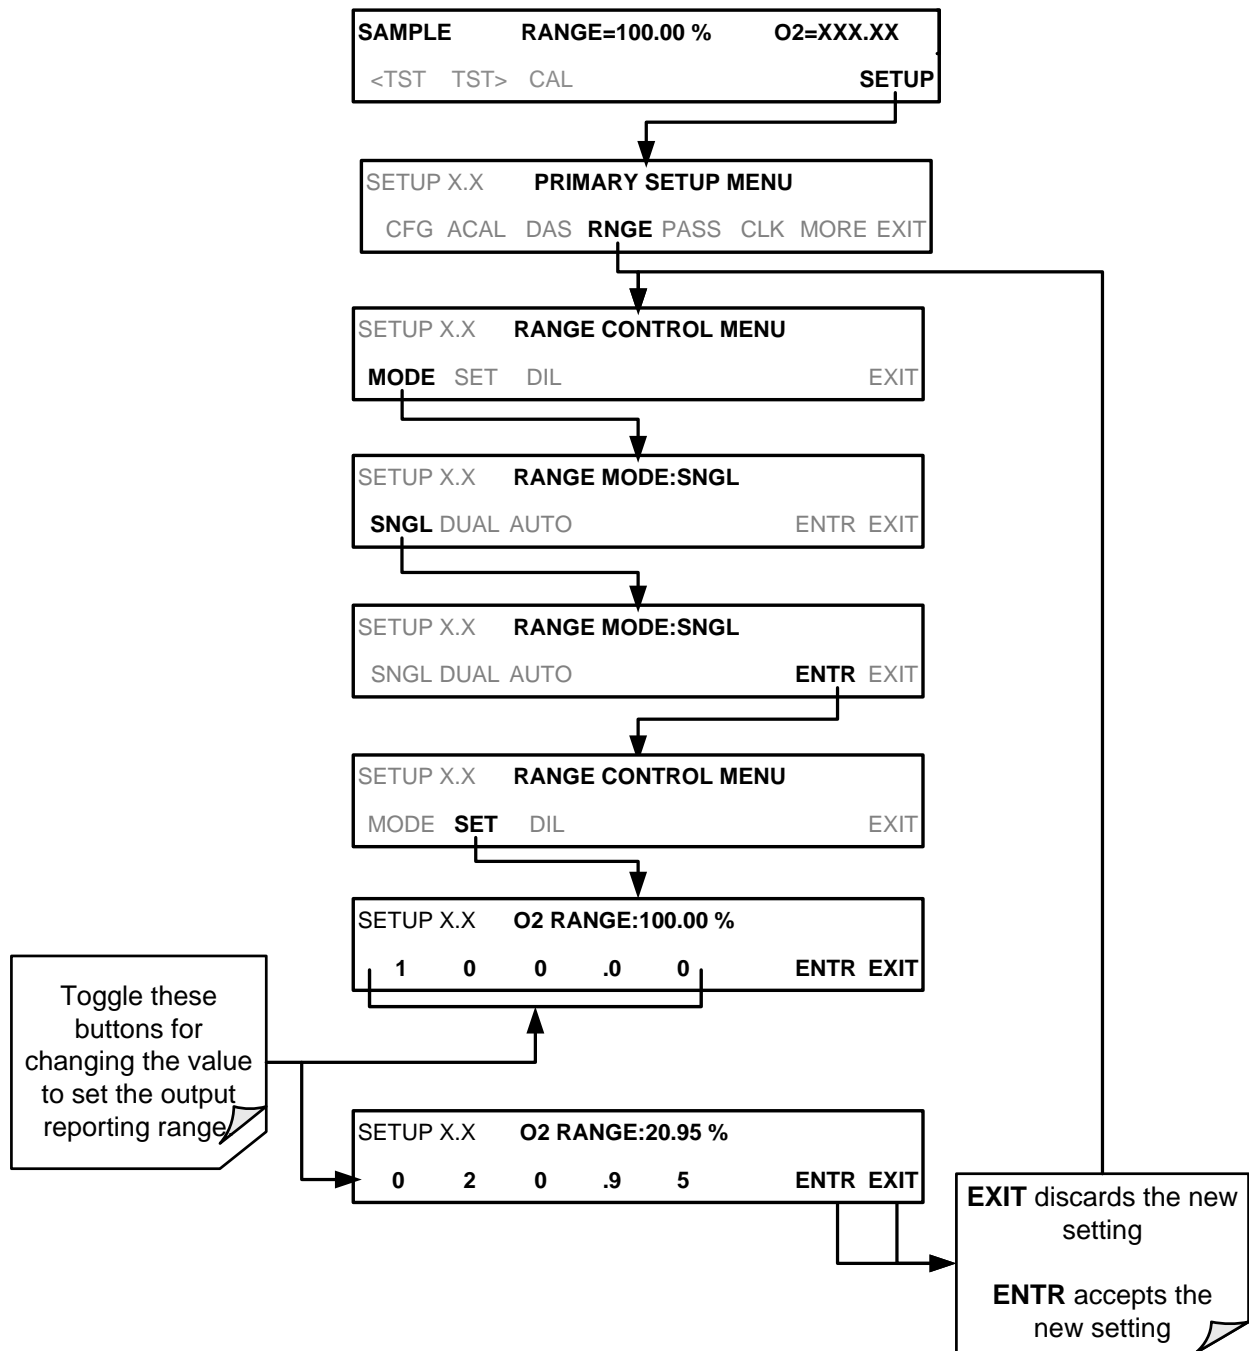 SAMPLE RANGE=100.00 % O2=XXX.XX
<TST TST> CAL SETUP
SETUP X.X PRIMARY SETUP MENU
CFG ACAL DAS RNGE PASS CLK MORE EXIT
SETUP X.X RANGE CONTROL MENU
MODE SET DIL EXIT
SETUP X.X RANGE MODE:SNGL
SNGL DUAL AUTO ENTR EXIT
SETUP X.X RANGE MODE:SNGL
SNGL DUAL AUTO ENTR EXIT
SETUP X.X RANGE CONTROL MENU
MODE SET DIL EXIT
SETUP X.X O2 RANGE:100.00 %
1 0 0 .0 0 ENTR EXIT
Toggle these
buttons for
changing the value
to set the output
reporting range
SETUP X.X O2 RANGE:20.95 %
0 2 0 .9 5 ENTR EXIT
EXIT discards the new
setting
ENTR accepts the
new setting